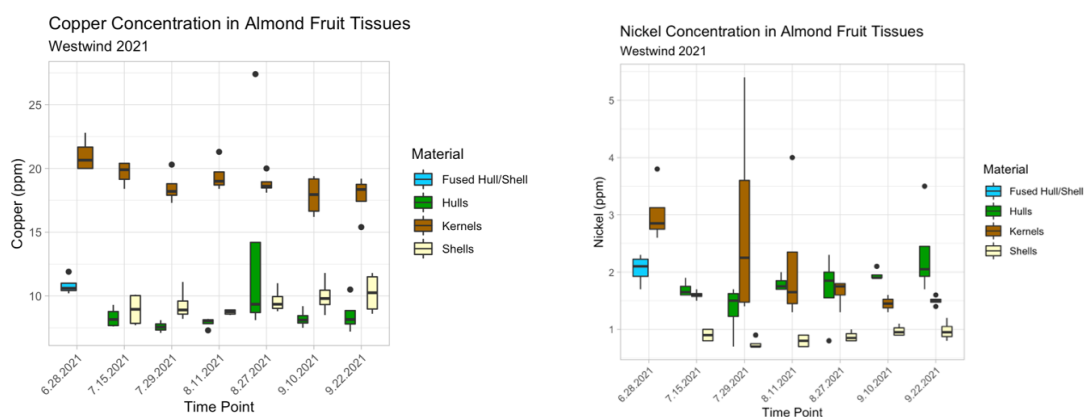 Copper Concentration in Almond Fruit Tissues
Westwind 2021
Copper (ppm)
25
20
15
10
6.28.2021
7.15.2021
7.29.2021
8.11.2021
8.27.2021
9.10.2021
9.22.2021
Time Point
Material
Fused Hull/Shell
Hulls
Kernels
Shells
Nickel Concentration in Almond Fruit Tissues
Westwind 2021
Nickel (ppm)
5
4
3
2
1
6.28.2021
7.15.2021
7.29.2021
8.11.2021
8.27.2021
9.10.2021
9.22.2021
Time Point
Material
Fused Hull/Shell
Hulls
Kernels
Shells